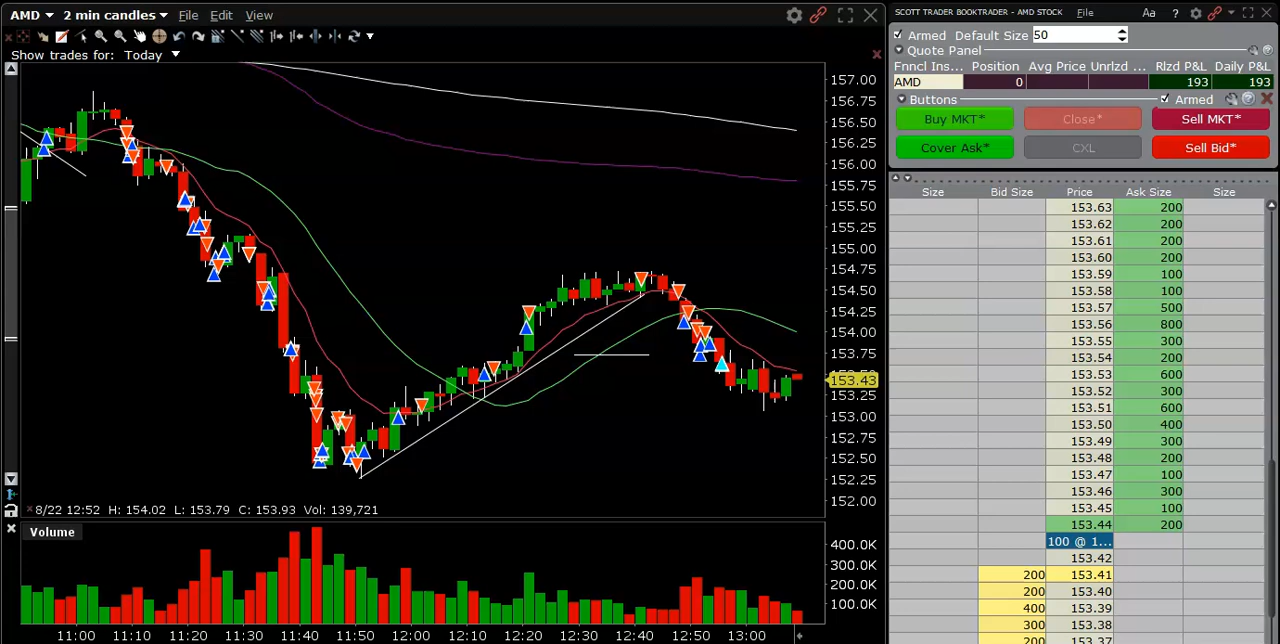 AMD 2 min candles File Edit View
Show trades for: Today
157.00
156.75
156.50
156.25
156.00
155.75
155.50
155.25
155.00
154.75
154.50
154.25
154.00
153.75
153.43
153.25
153.00
152.75
152.50
152.25
152.00
8/22 12:52 H: 154.02 L: 153.79 C: 153.93 Vol: 139,721
Volume
400.0K
300.0K
200.0K
100.0K
11:00 11:10 11:20 11:30 11:40 11:50 12:00 12:10 12:20 12:30 12:40 12:50 13:00
SCOTT TRADER BOOKTRADER - AMD STOCK File Aa ?
Armed Default Size 50
Quote Panel
Fnncl Ins... Position Avg Price Unrlzd ... Rlzd P&L Daily P&L
AMD 0 193 193
Buttons Armed
Buy MKT* Close* Sell MKT*
Cover Ask* CXL Sell Bid*
Size Bid Size Price Ask Size Size
153.63 200
153.62 200
153.61 200
153.60 200
153.59 100
153.58 100
153.57 500
153.56 800
153.55 300
153.54 200
153.53 600
153.52 300
153.51 600
153.50 400
153.49 300
153.48 200
153.47 100
153.46 300
153.45 100
153.44 200
100 @ 1...
153.42
200 153.41
200 153.40
400 153.39
300 153.38
200 153.37